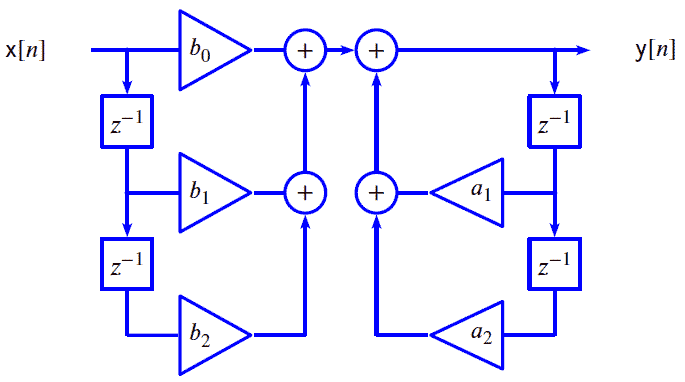 x[n] b₀ + + y[n]
z⁻¹ z⁻¹
b₁ + + a₁
z⁻¹ z⁻¹
b₂ a₂